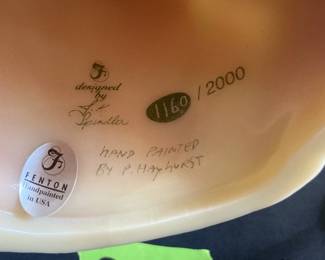 F
designed
by
Spindler
1160 / 2000
HAND PAINTED
BY P. HAYHURST
F
FENTON
Handpainted
in USA